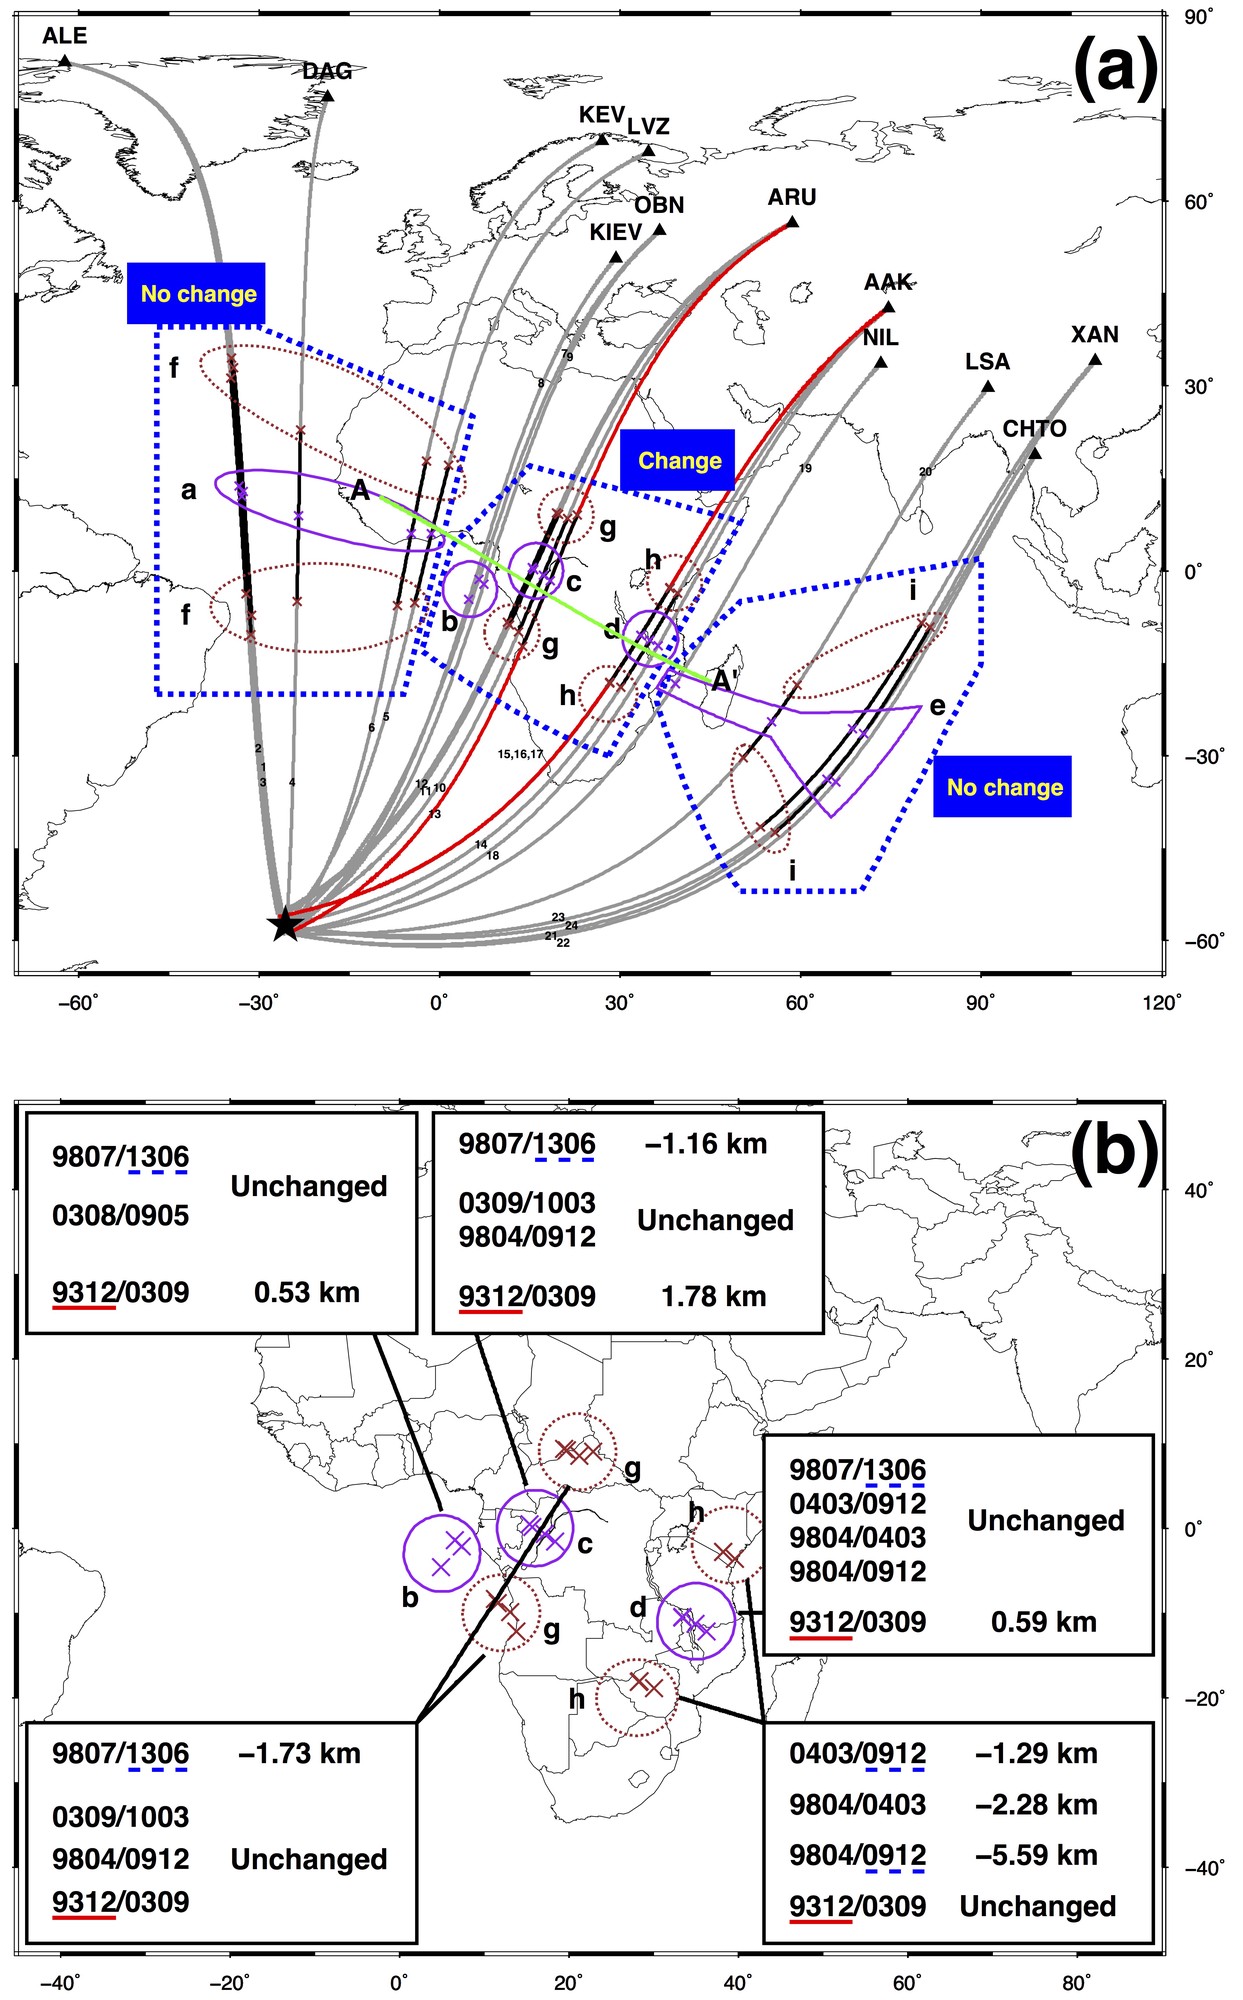 (a)
ALE
DAG
KEV
LVZ
OBN
KIEV
ARU
AAK
NIL
LSA
XAN
CHTO
90°
60°
30°
0°
−30°
−60°
No change
Change
No change
f
a
A
f
b
g
c
g
h
d
h
A'
i
e
i
79
8
19
20
2
1
3
4
5
6
12
11
10
13
14
18
15,16,17
23
24
21
22
−60°
−30°
0°
30°
60°
90°
120°
(b)
9807/1306
Unchanged
0308/0905
9312/0309 0.53 km
9807/1306 −1.16 km
0309/1003
Unchanged
9804/0912
9312/0309 1.78 km
40°
20°
0°
−20°
−40°
g
c
b
g
h
d
h
9807/1306
0403/0912
Unchanged
9804/0403
9804/0912
9312/0309 0.59 km
9807/1306 −1.73 km
0309/1003
9804/0912 Unchanged
9312/0309
0403/0912 −1.29 km
9804/0403 −2.28 km
9804/0912 −5.59 km
9312/0309 Unchanged
−40°
−20°
0°
20°
40°
60°
80°